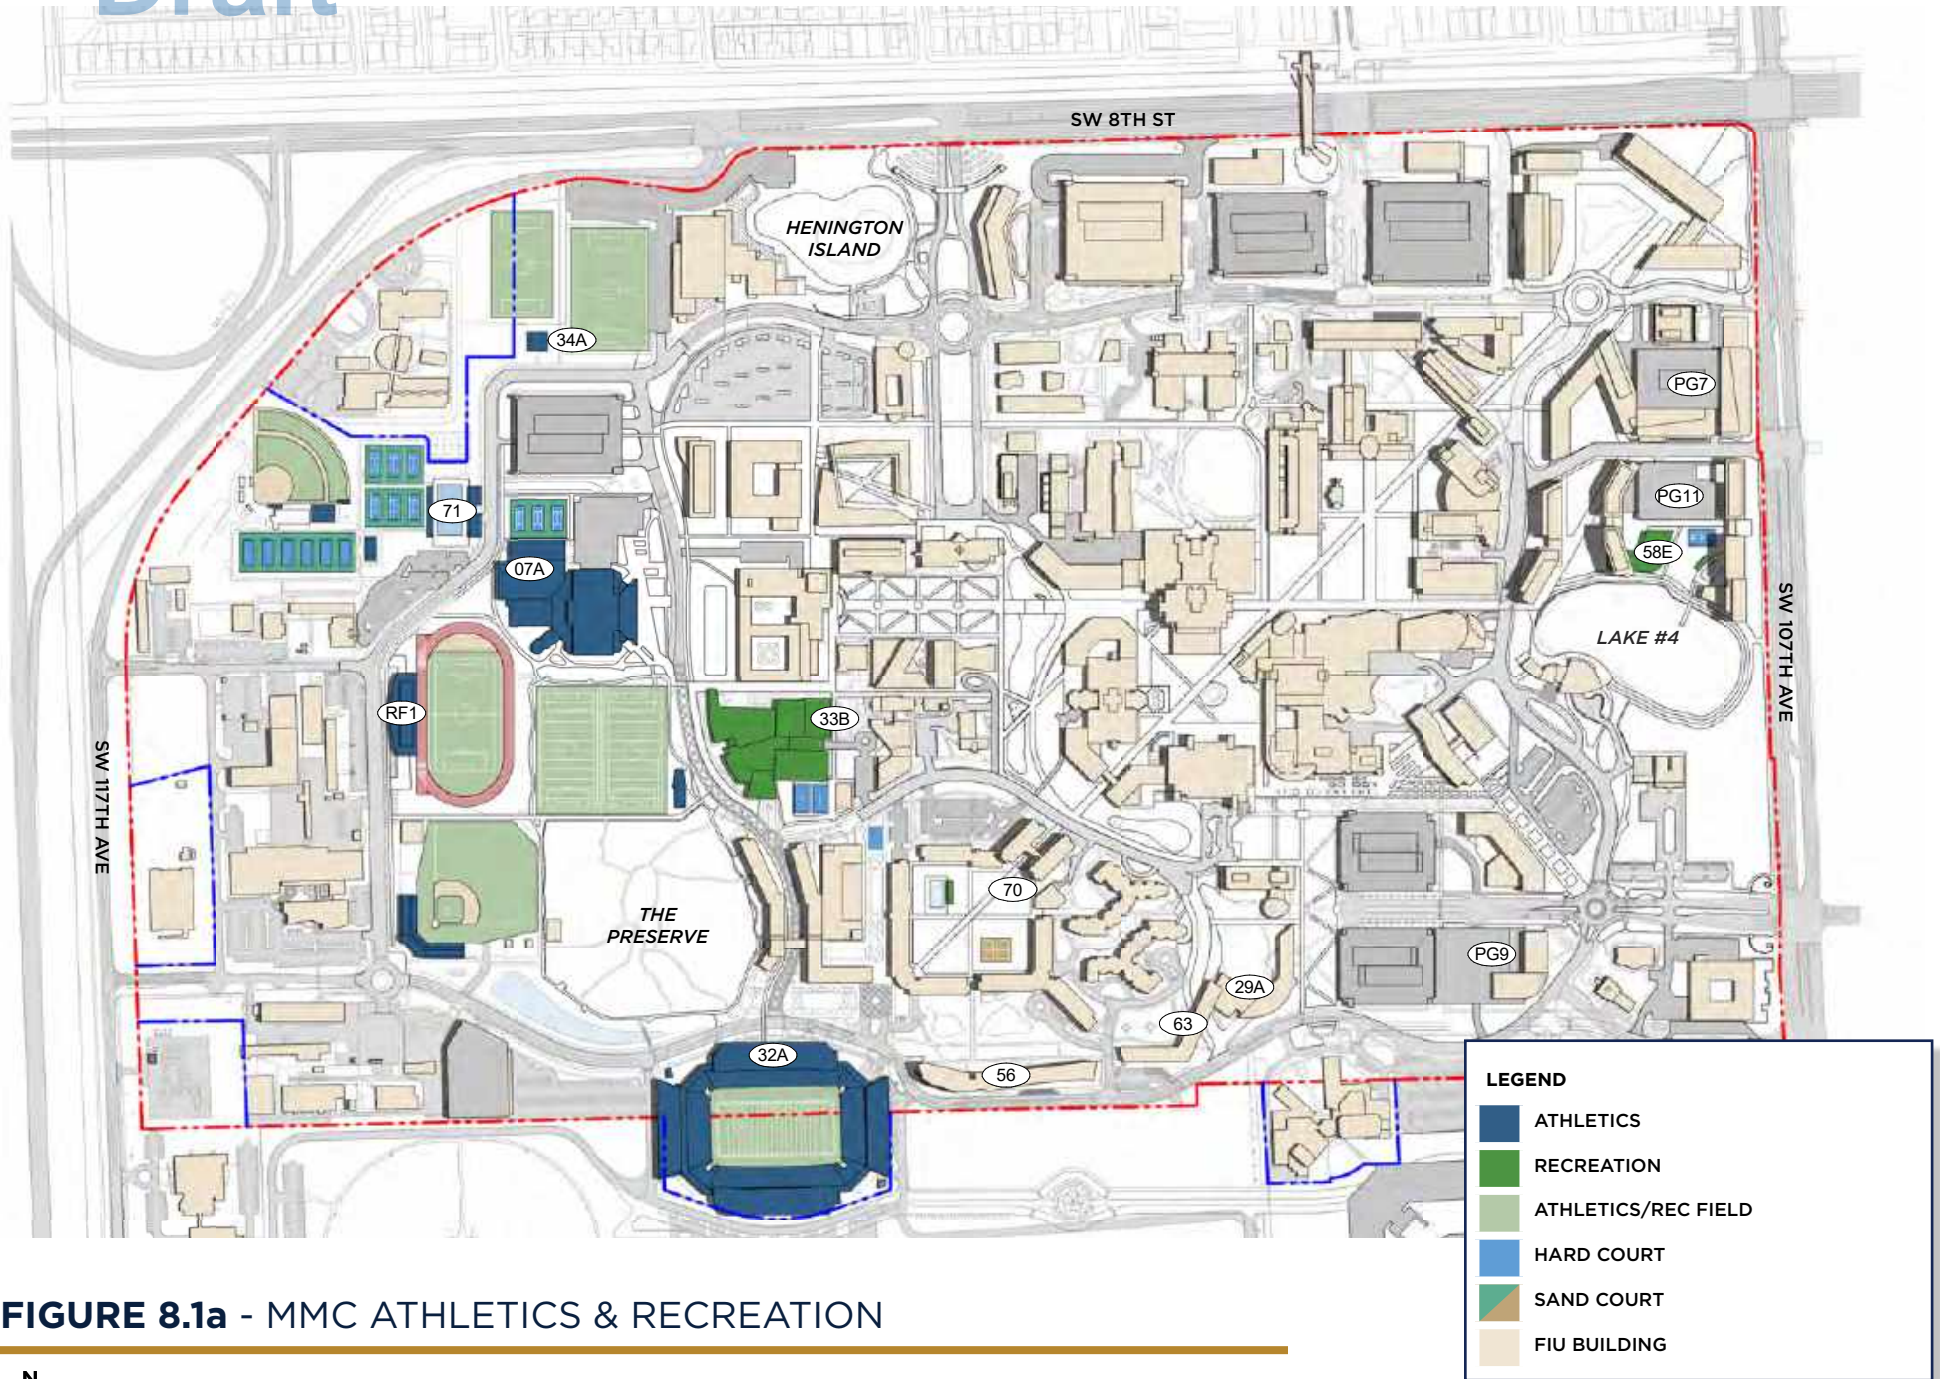 Draft
SW 8TH ST
HENINGTON
ISLAND
34A
PG7
71
PG11
07A
58E
SW 107TH AVE
LAKE #4
RF1
33B
SW 117TH AVE
70
THE
PRESERVE
PG9
29A
63
32A
56
LEGEND
ATHLETICS
RECREATION
ATHLETICS/REC FIELD
HARD COURT
SAND COURT
FIU BUILDING
FIGURE 8.1a - MMC ATHLETICS & RECREATION
N